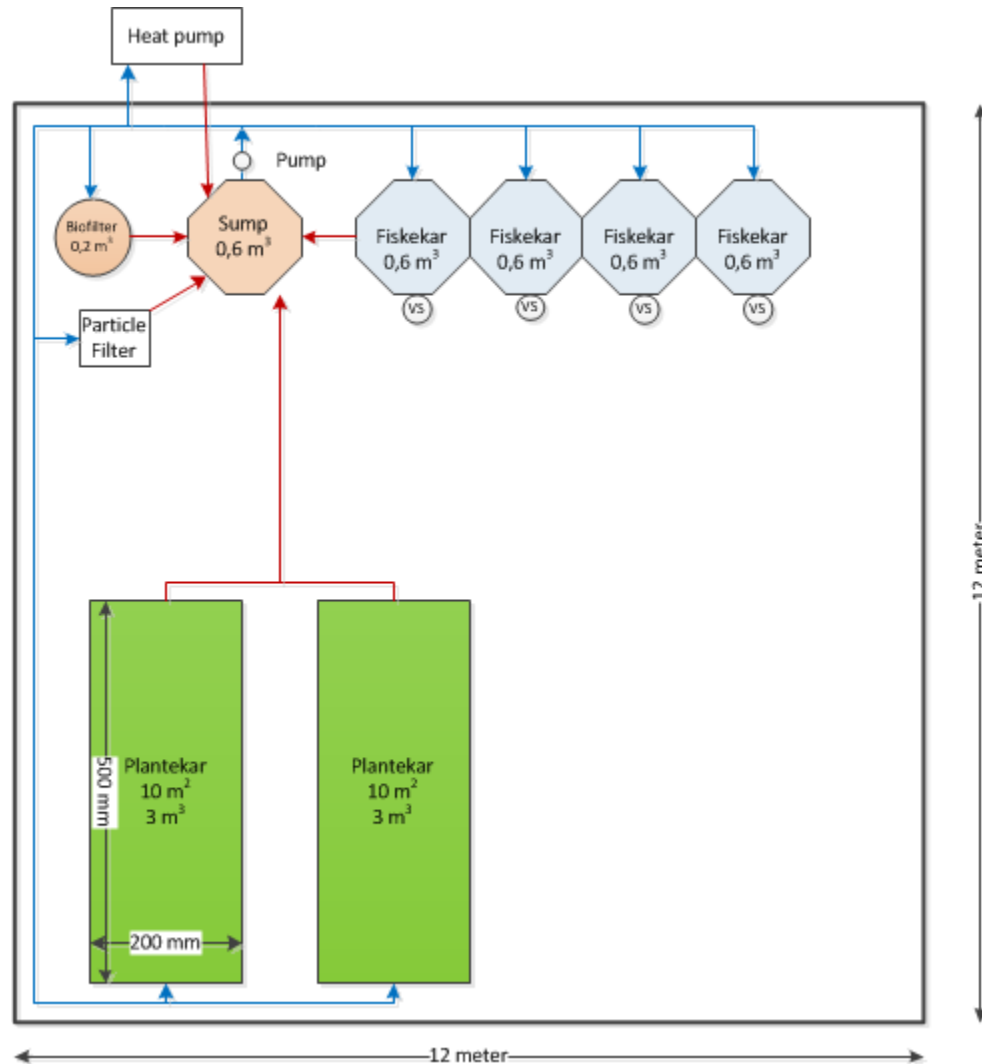 Heat pump
Pump
Biofilter
0,2 m³
Sump
0,6 m³
Fiskekar
0,6 m³
Fiskekar
0,6 m³
Fiskekar
0,6 m³
Fiskekar
0,6 m³
VS
VS
VS
VS
Particle
Filter
12 meter
Plantekar
10 m²
3 m³
500 mm
200 mm
Plantekar
10 m²
3 m³
12 meter